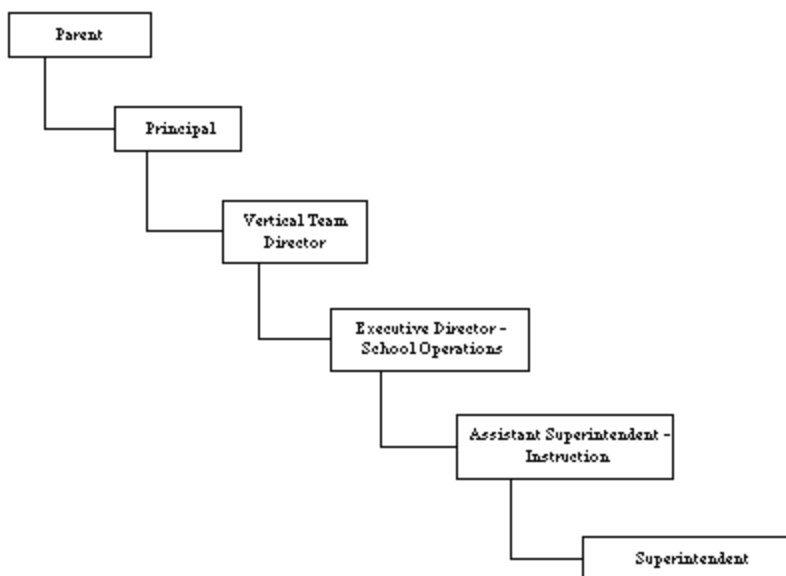 Parent
Principal
Vertical Team
Director
Executive Director -
School Operations
Assistant Superintendent -
Instruction
Superintendent